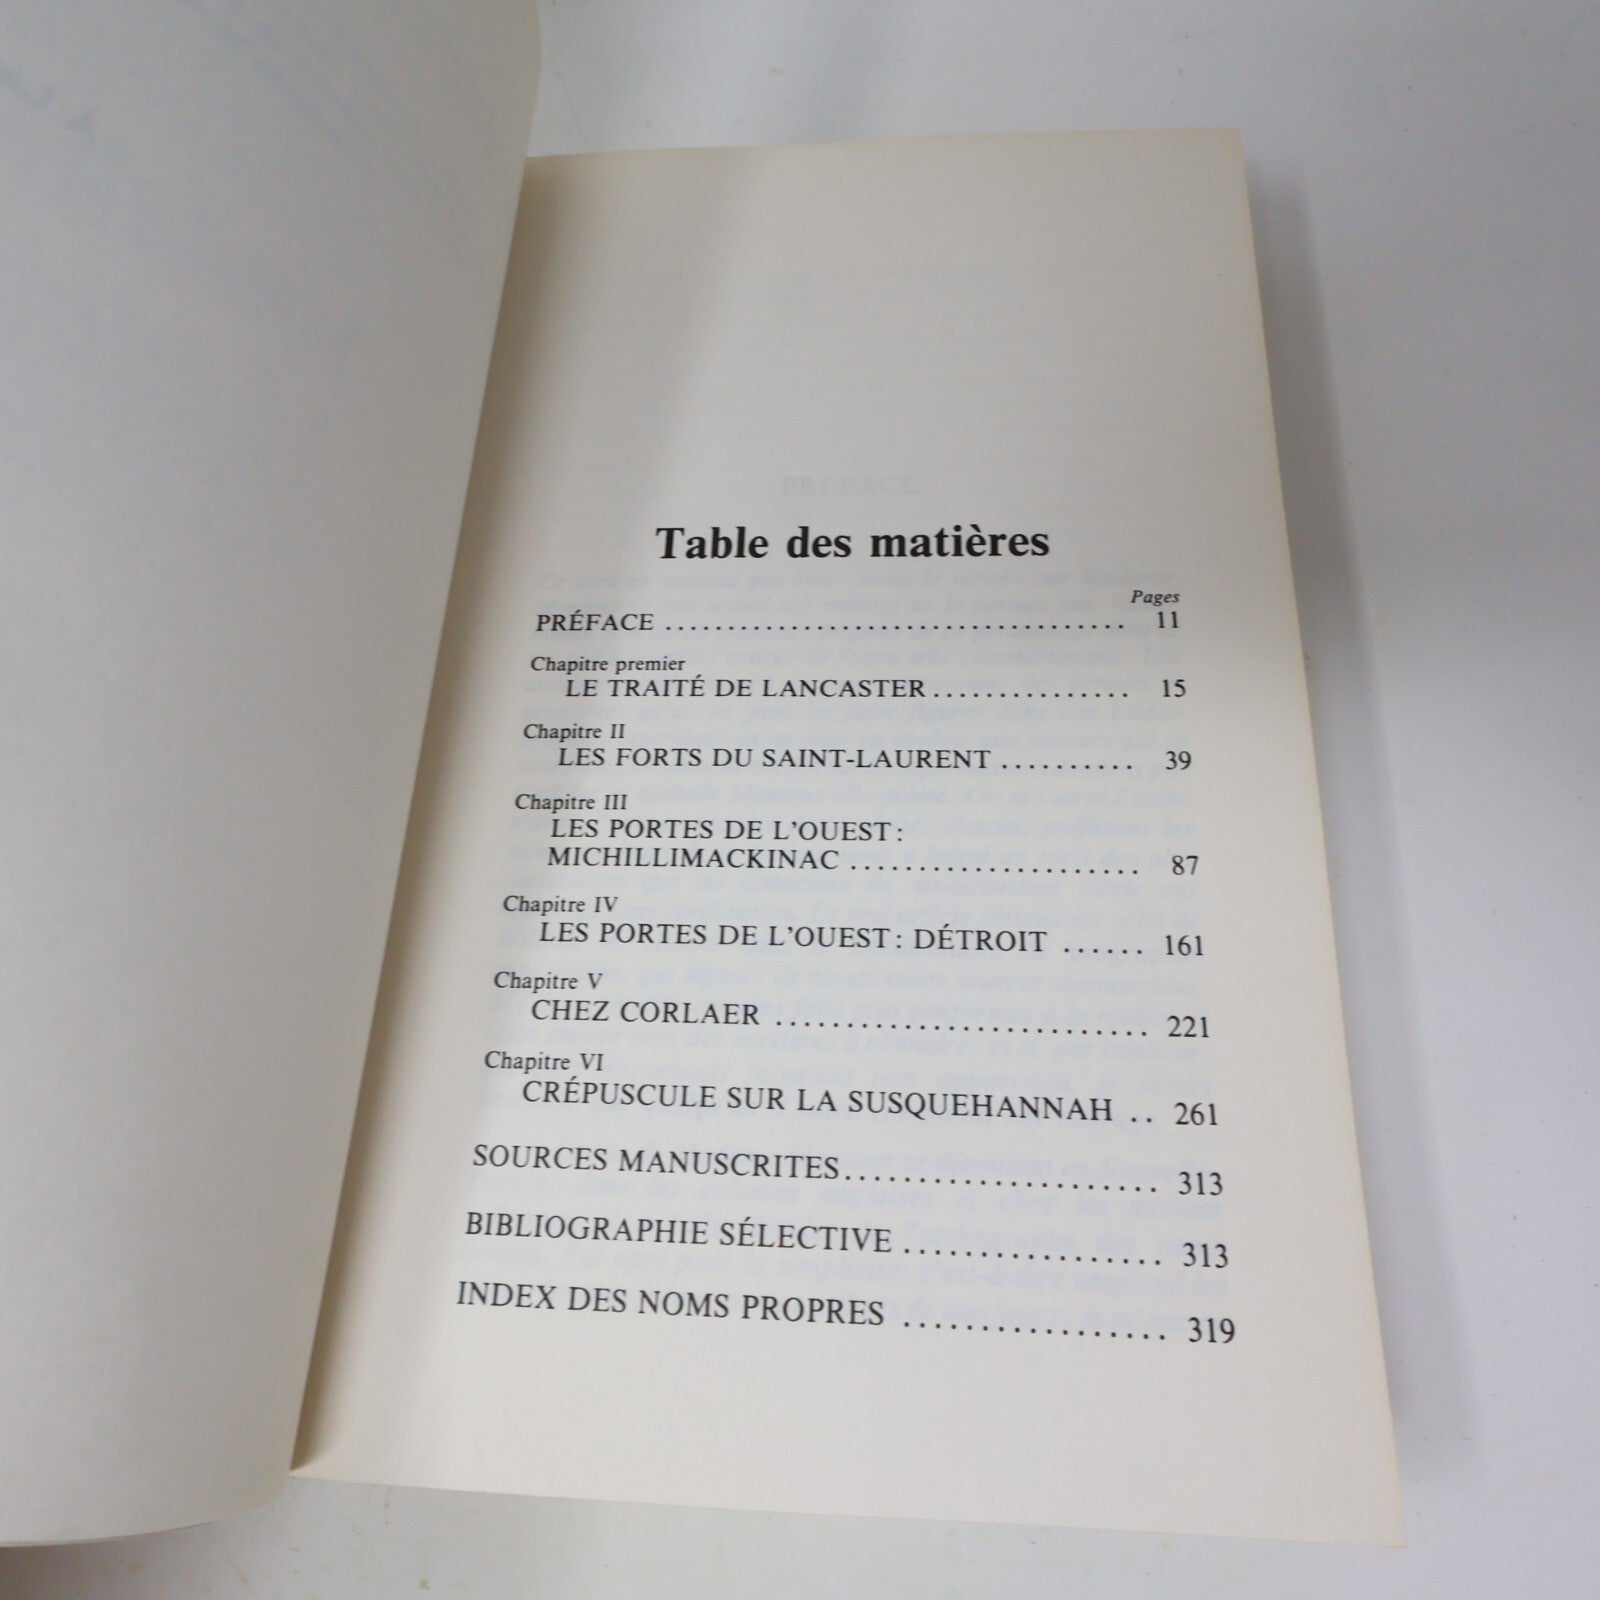 Table des matières
Pages
PRÉFACE ..................................... 11
Chapitre premier
LE TRAITÉ DE LANCASTER................ 15
Chapitre II
LES FORTS DU SAINT-LAURENT .......... 39
Chapitre III
LES PORTES DE L'OUEST :
MICHILLIMACKINAC ...................... 87
Chapitre IV
LES PORTES DE L'OUEST : DÉTROIT ...... 161
Chapitre V
CHEZ CORLAER ........................... 221
Chapitre VI
CRÉPUSCULE SUR LA SUSQUEHANNAH .. 261
SOURCES MANUSCRITES...................... 313
BIBLIOGRAPHIE SÉLECTIVE .................. 313
INDEX DES NOMS PROPRES ................. 319